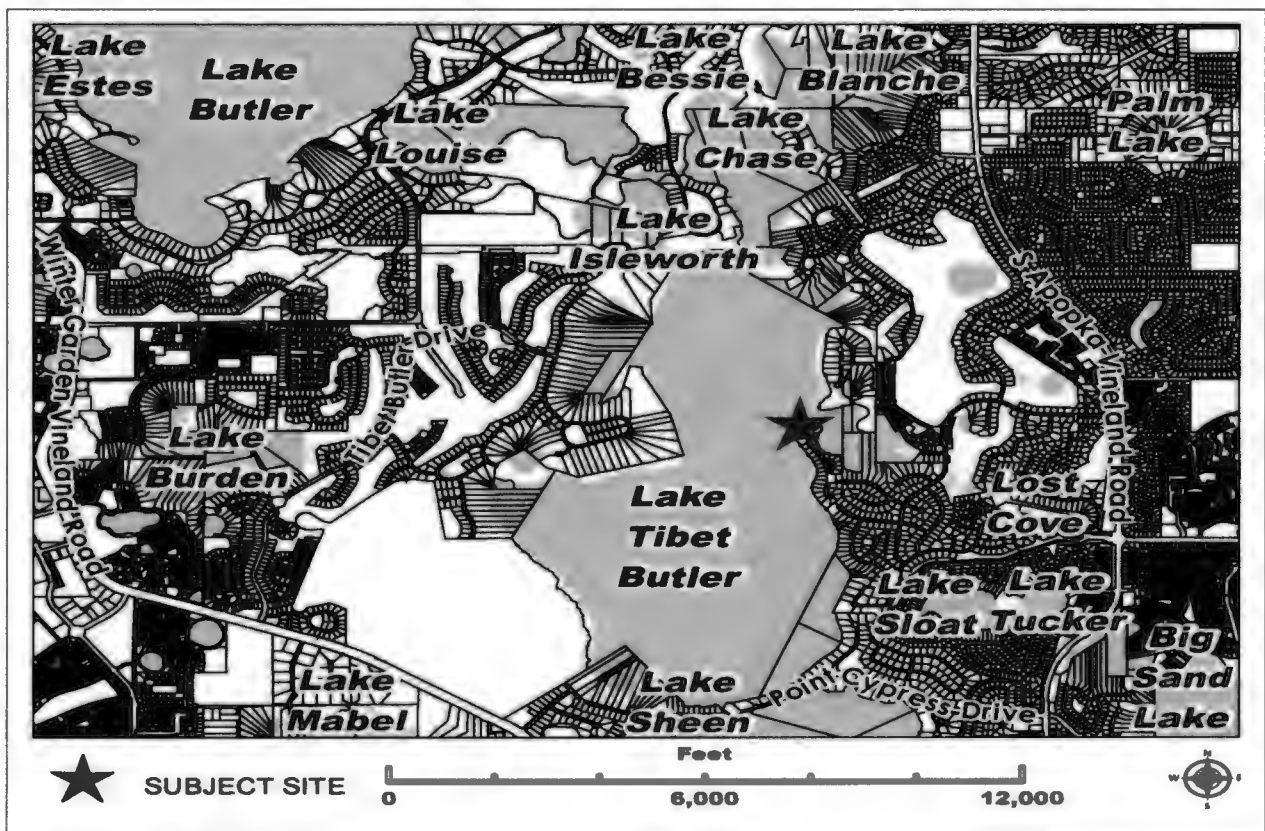 Lake
Estes
Lake
Butler
Lake
Louise
Lake
Bessie
Lake
Blanche
Lake
Chase
Palm
Lake
Lake
Isleworth
Winter Garden-Vineland-Road
S-Apopka-Vineland-Road
Tibet-Butler-Drive
Lake
Burden
Lake
Tibet
Butler
Lost
Cove
Lake
Sloat
Lake
Tucker
Big
Sand
Lake
Lake
Mabel
Lake
Sheen
Point-Cypress-Drive
SUBJECT SITE
Feet
0
6,000
12,000
N
W
E
S